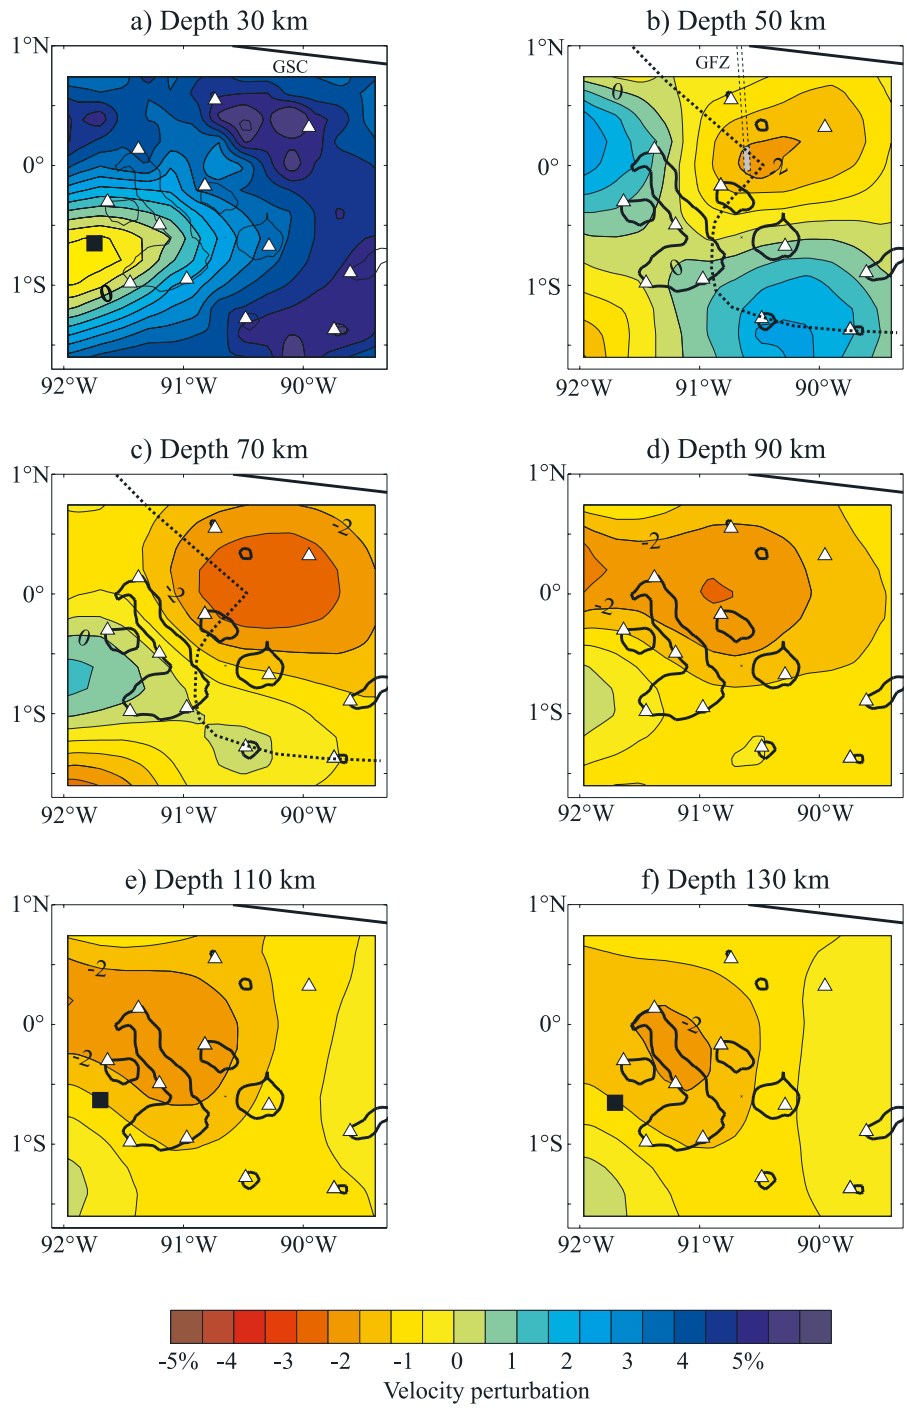 a) Depth 30 km
b) Depth 50 km
1°N
GSC
0°
1°S
0
92°W 91°W 90°W
1°N
GFZ
0
-2
0°
0
1°S
92°W 91°W 90°W
c) Depth 70 km
d) Depth 90 km
1°N
-2
0°
-2
0
1°S
92°W 91°W 90°W
1°N
-2
0°
-2
1°S
92°W 91°W 90°W
e) Depth 110 km
f) Depth 130 km
1°N
-2
0°
-2
1°S
92°W 91°W 90°W
1°N
0°
-2
1°S
92°W 91°W 90°W
-5% -4 -3 -2 -1 0 1 2 3 4 5%
Velocity perturbation